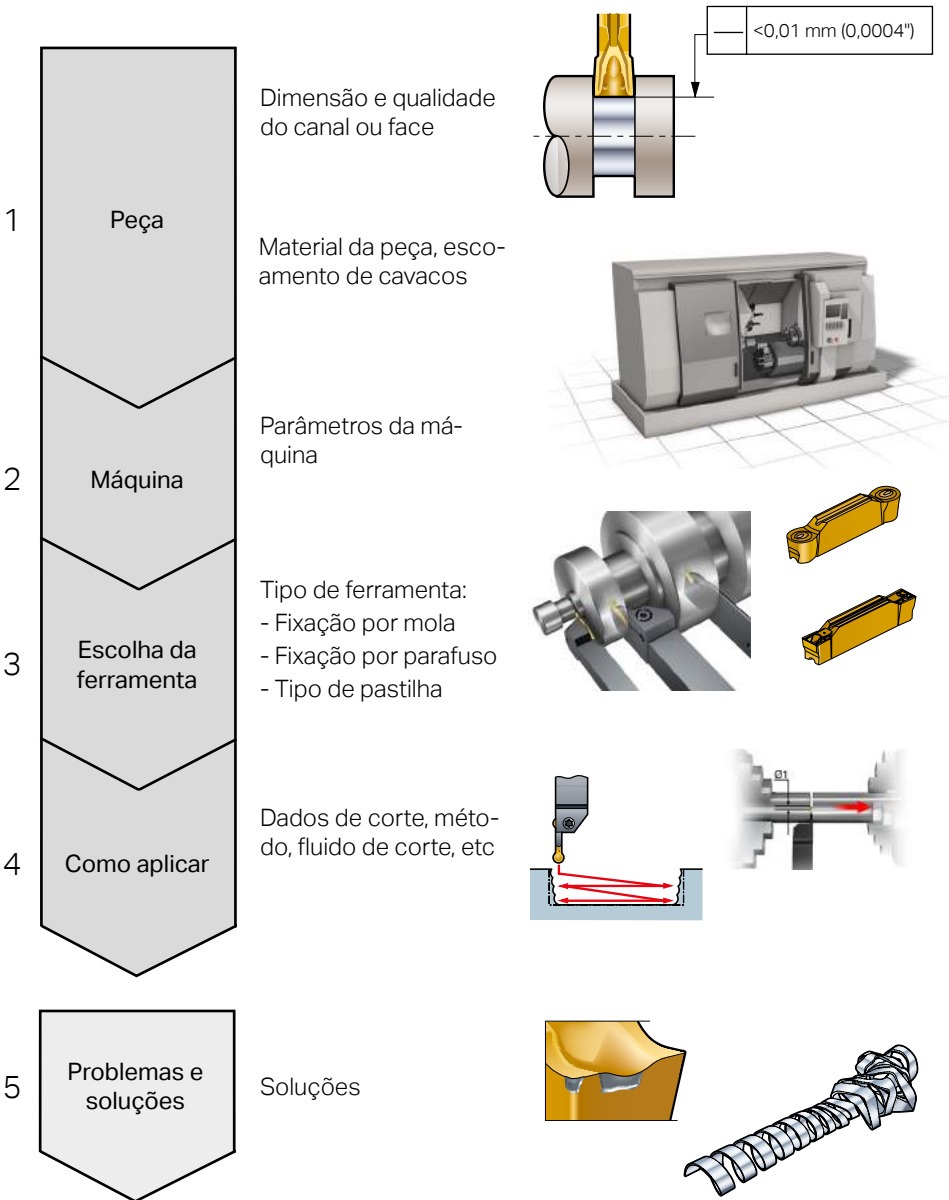 <0,01 mm (0,0004")
Dimensão e qualidade
do canal ou face
1
Peça
Material da peça, esco-
amento de cavacos
Parâmetros da má-
quina
2
Máquina
Tipo de ferramenta:
- Fixação por mola
- Fixação por parafuso
- Tipo de pastilha
3
Escolha da
ferramenta
Ø1
Dados de corte, méto-
do, fluido de corte, etc
4
Como aplicar
5
Problemas e
soluções
Soluções